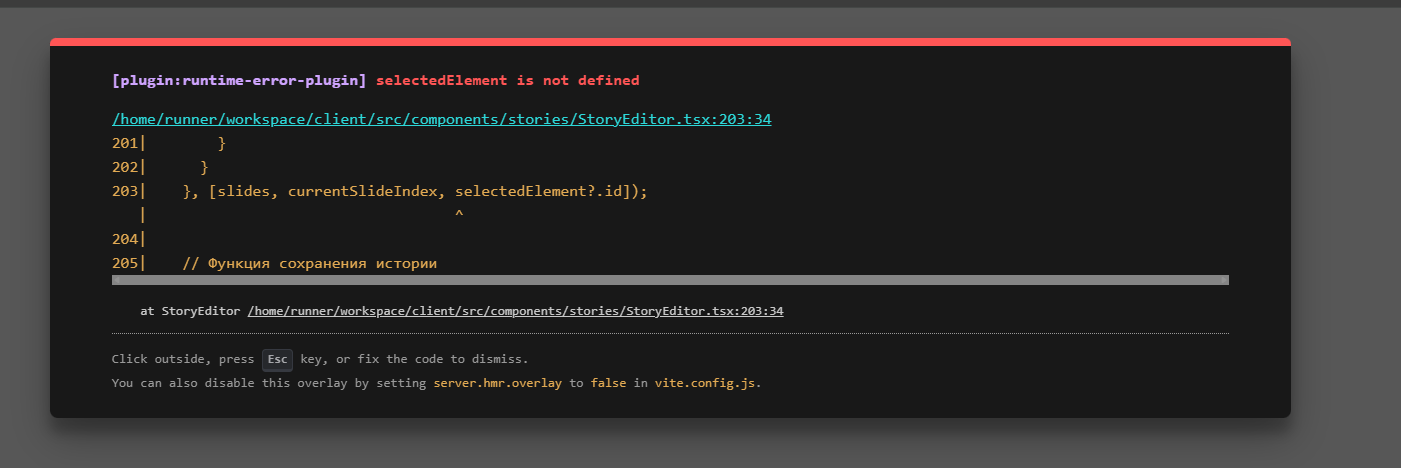 [plugin:runtime-error-plugin] selectedElement is not defined
/home/runner/workspace/client/src/components/stories/StoryEditor.tsx:203:34
201|        }
202|      }
203|    }, [slides, currentSlideIndex, selectedElement?.id]);
   |                                   ^
204|
205|    // Функция сохранения истории
at StoryEditor /home/runner/workspace/client/src/components/stories/StoryEditor.tsx:203:34
Click outside, press Esc key, or fix the code to dismiss.
You can also disable this overlay by setting server.hmr.overlay to false in vite.config.js.